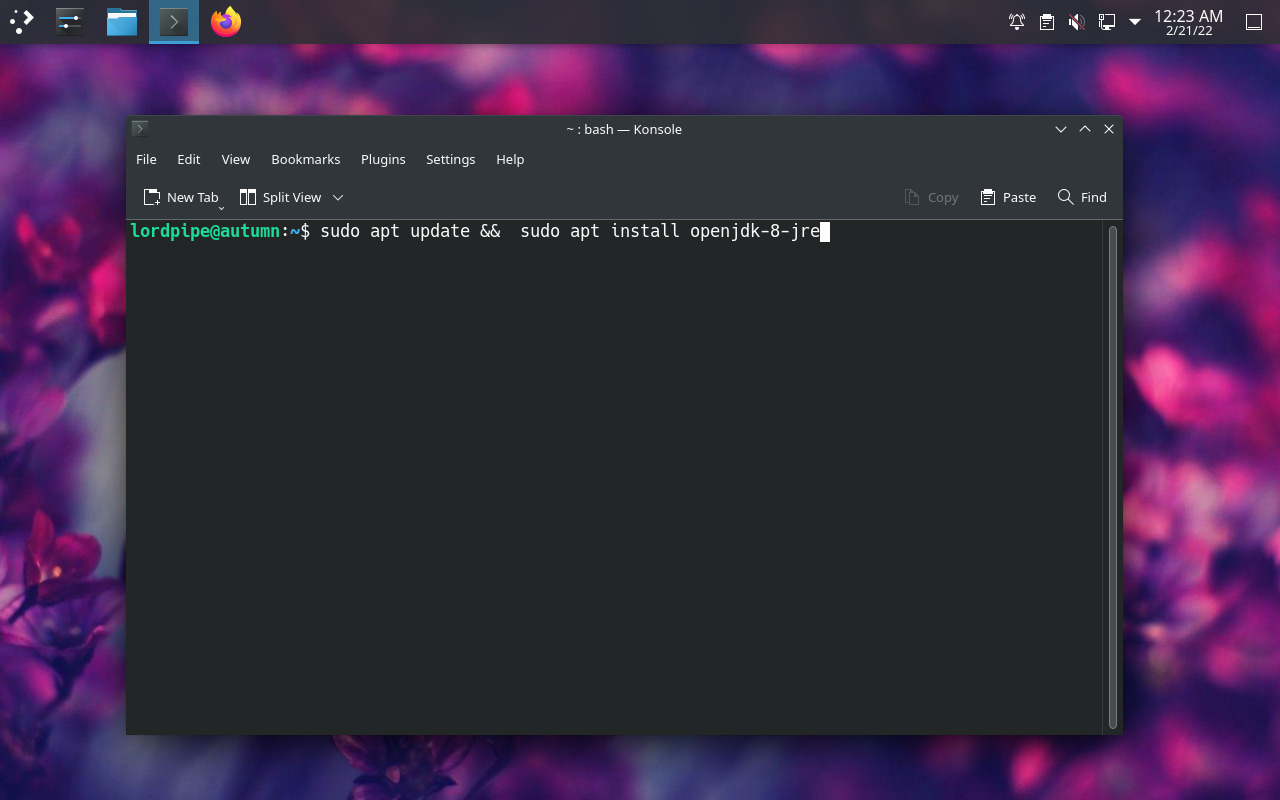 12:23 AM
2/21/22
~ : bash — Konsole
File Edit View Bookmarks Plugins Settings Help
New Tab Split View Copy Paste Find
lordpipe@autumn:~$ sudo apt update &&  sudo apt install openjdk-8-jre